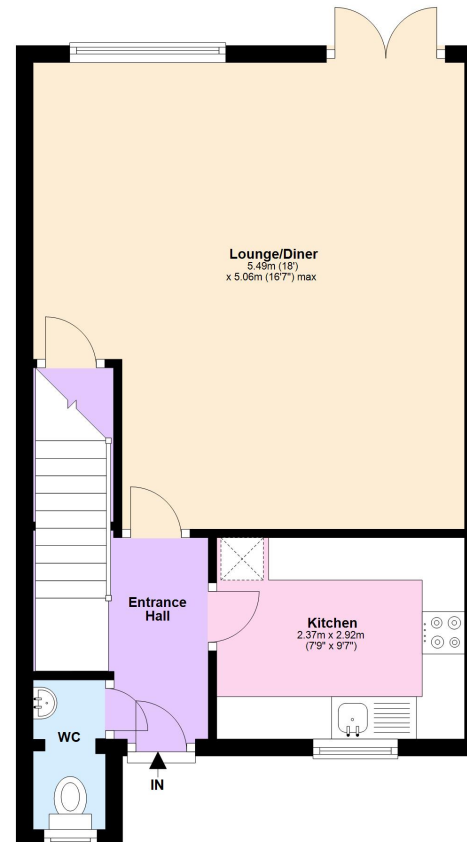 Lounge/Diner
5.49m (18')
x 5.06m (16'7") max
Entrance
Hall
Kitchen
2.37m x 2.92m
(7'9" x 9'7")
WC
IN